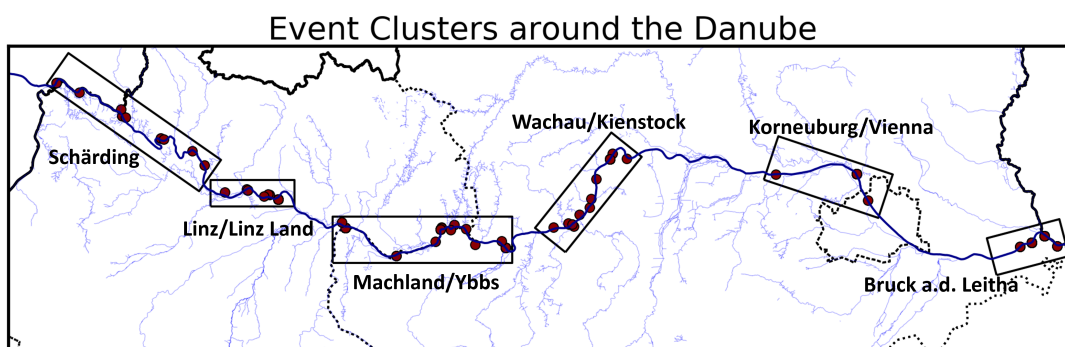 Event Clusters around the Danube
Wachau/Kienstock
Korneuburg/Vienna
Schärding
Linz/Linz Land
Machland/Ybbs
Bruck a.d. Leitha